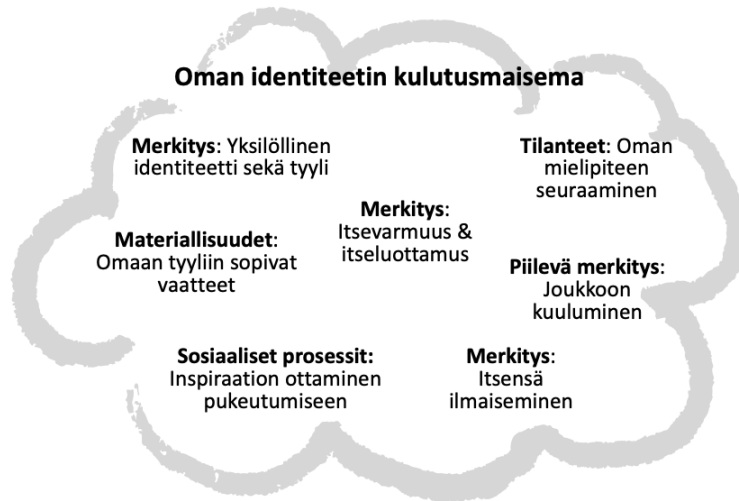 Oman identiteetin kulutusmaisema
Merkitys: Yksilöllinen
identiteetti sekä tyyli
Tilanteet: Oman
mielipiteen
seuraaminen
Merkitys:
Itsevarmuus &
itseluottamus
Materiallisuudet:
Omaan tyyliin sopivat
vaatteet
Piilevä merkitys:
Joukkoon
kuuluminen
Sosiaaliset prosessit:
Inspiraation ottaminen
pukeutumiseen
Merkitys:
Itsensä
ilmaiseminen